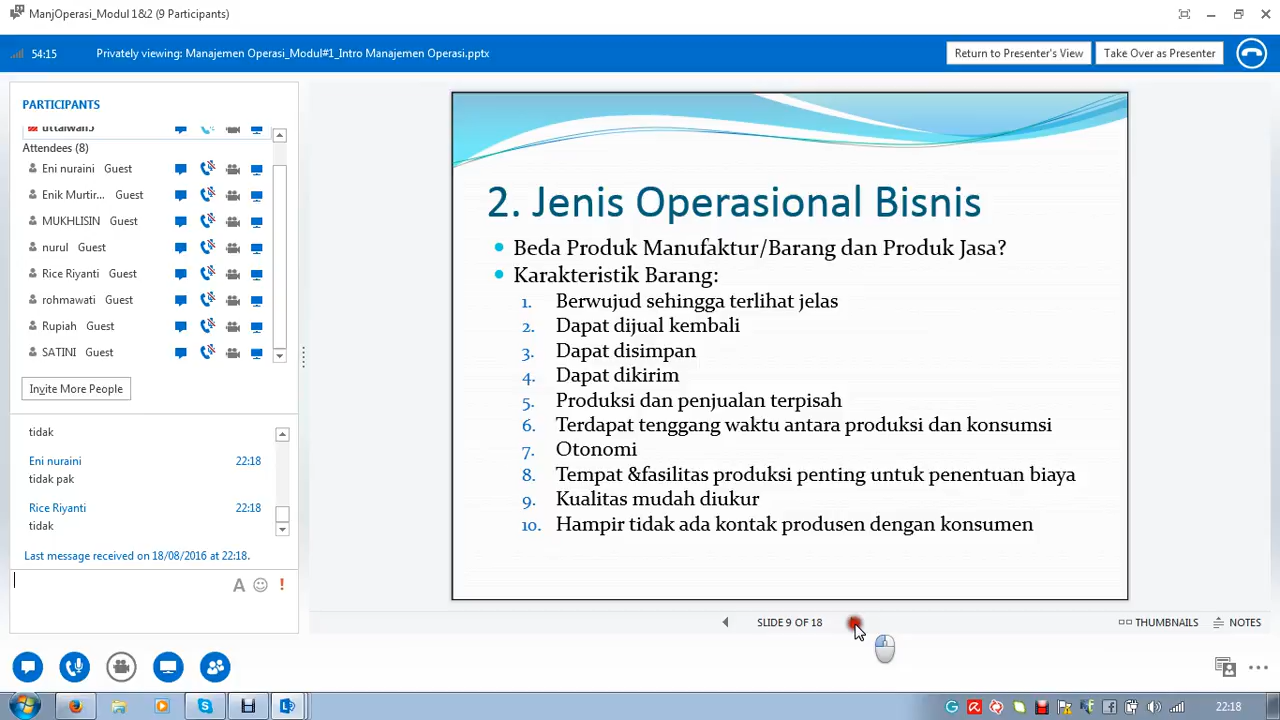 ManjOperasi_Modul 1&2 (9 Participants)
54:15
Privately viewing: Manajemen Operasi_Modul#1_Intro Manajemen Operasi.pptx
Return to Presenter's View
Take Over as Presenter
PARTICIPANTS
Attendees (8)
Eni nuraini Guest
Enik Murtir... Guest
MUKHLISIN Guest
nurul Guest
Rice Riyanti Guest
rohmawati Guest
Rupiah Guest
SATINI Guest
Invite More People
tidak
Eni nuraini 22:18
tidak pak
Rice Riyanti 22:18
tidak
Last message received on 18/08/2016 at 22:18.
A
2. Jenis Operasional Bisnis
Beda Produk Manufaktur/Barang dan Produk Jasa?
Karakteristik Barang:
1. Berwujud sehingga terlihat jelas
2. Dapat dijual kembali
3. Dapat disimpan
4. Dapat dikirim
5. Produksi dan penjualan terpisah
6. Terdapat tenggang waktu antara produksi dan konsumsi
7. Otonomi
8. Tempat &fasilitas produksi penting untuk penentuan biaya
9. Kualitas mudah diukur
10. Hampir tidak ada kontak produsen dengan konsumen
SLIDE 9 OF 18
THUMBNAILS
NOTES
22:18